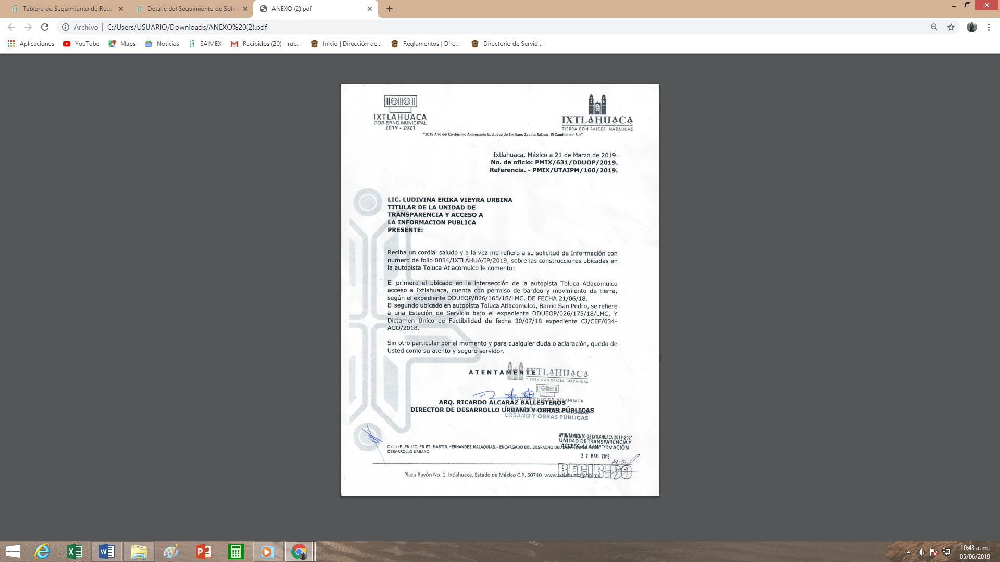 Tablero de Seguimiento de Recu
Detalle del Seguimiento de Solic
ANEXO (2).pdf
Archivo
C:/Users/USUARIO/Downloads/ANEXO%20(2).pdf
Aplicaciones
YouTube
Maps
Noticias
SAIMEX
Recibidos (20) - rub...
Inicio | Dirección de...
Reglamentos | Dire...
Directorio de Servid...
IXTLAHUACA
GOBIERNO MUNICIPAL
2019 - 2021
IXTLAHUACA
TIERRA CON RAÍCES MAZAHUAS
"2019 Año del Centésimo Aniversario Luctuoso de Emiliano Zapata Salazar. El Caudillo del Sur"
Ixtlahuaca, México a 21 de Marzo de 2019.
No. de oficio: PMIX/631/DDUOP/2019.
Referencia. - PMIX/UTAIPM/160/2019.
LIC. LUDIVINA ERIKA VIEYRA URBINA
TITULAR DE LA UNIDAD DE
TRANSPARENCIA Y ACCESO A
LA INFORMACION PUBLICA
PRESENTE:
Reciba un cordial saludo y a la vez me refiero a su solicitud de Información con
numero de folio 0054/IXTLAHUA/IP/2019, sobre las construcciones ubicadas en
la autopista Toluca Atlacomulco le comento:
El primero el ubicado en la intersección de la autopista Toluca Atlacomulco
acceso a Ixtlahuaca, cuenta con permiso de bardeo y movimiento de tierra,
según el expediente DDUEOP/026/165/18/LMC, DE FECHA 21/06/18.
El segundo ubicado en autopista Toluca Atlacomulco, Barrio San Pedro, se refiere
a una Estación de Servicio bajo el expediente DDUEOP/026/175/18/LMC, Y
Dictamen Único de Factibilidad de fecha 30/07/18 expediente CJ/CEF/034-
AGO/2018.
Sin otro particular por el momento y para cualquier duda o aclaración, quedo de
Usted como su atento y seguro servidor.
A T E N T A M E N T E
IXTLAHUACA
TIERRA CON RAICES MAZAHUAS
AYUNTAMIENTO DE IXTLAHUACA
ARQ. RICARDO ALCARAZ BALLESTEROS
DIRECTOR DE DESARROLLO URBANO Y OBRAS PÚBLICAS
DIRECCIÓN DE DESARROLLO
URBANO Y OBRAS PÚBLICAS
AYUNTAMIENTO DE IXTLAHUACA 2019-2021
UNIDAD DE TRANSPARENCIA Y
ACCESO A LA INFORMACIÓN
C.c.p.-P. EN LIC. EN PT. MARTIN HERNANDEZ MALAQUIAS.- ENCARGADO DEL DESPACHO DEL DEPARTAMENTO DE
DESARROLLO URBANO
2 2 MAR. 2019
14:51
RECIBIDO
Plaza Rayón No. 1, Ixtlahuaca, Estado de México C.P. 50740 www.ixtlahuaca.gob.mx
10:43 a. m.
05/06/2019